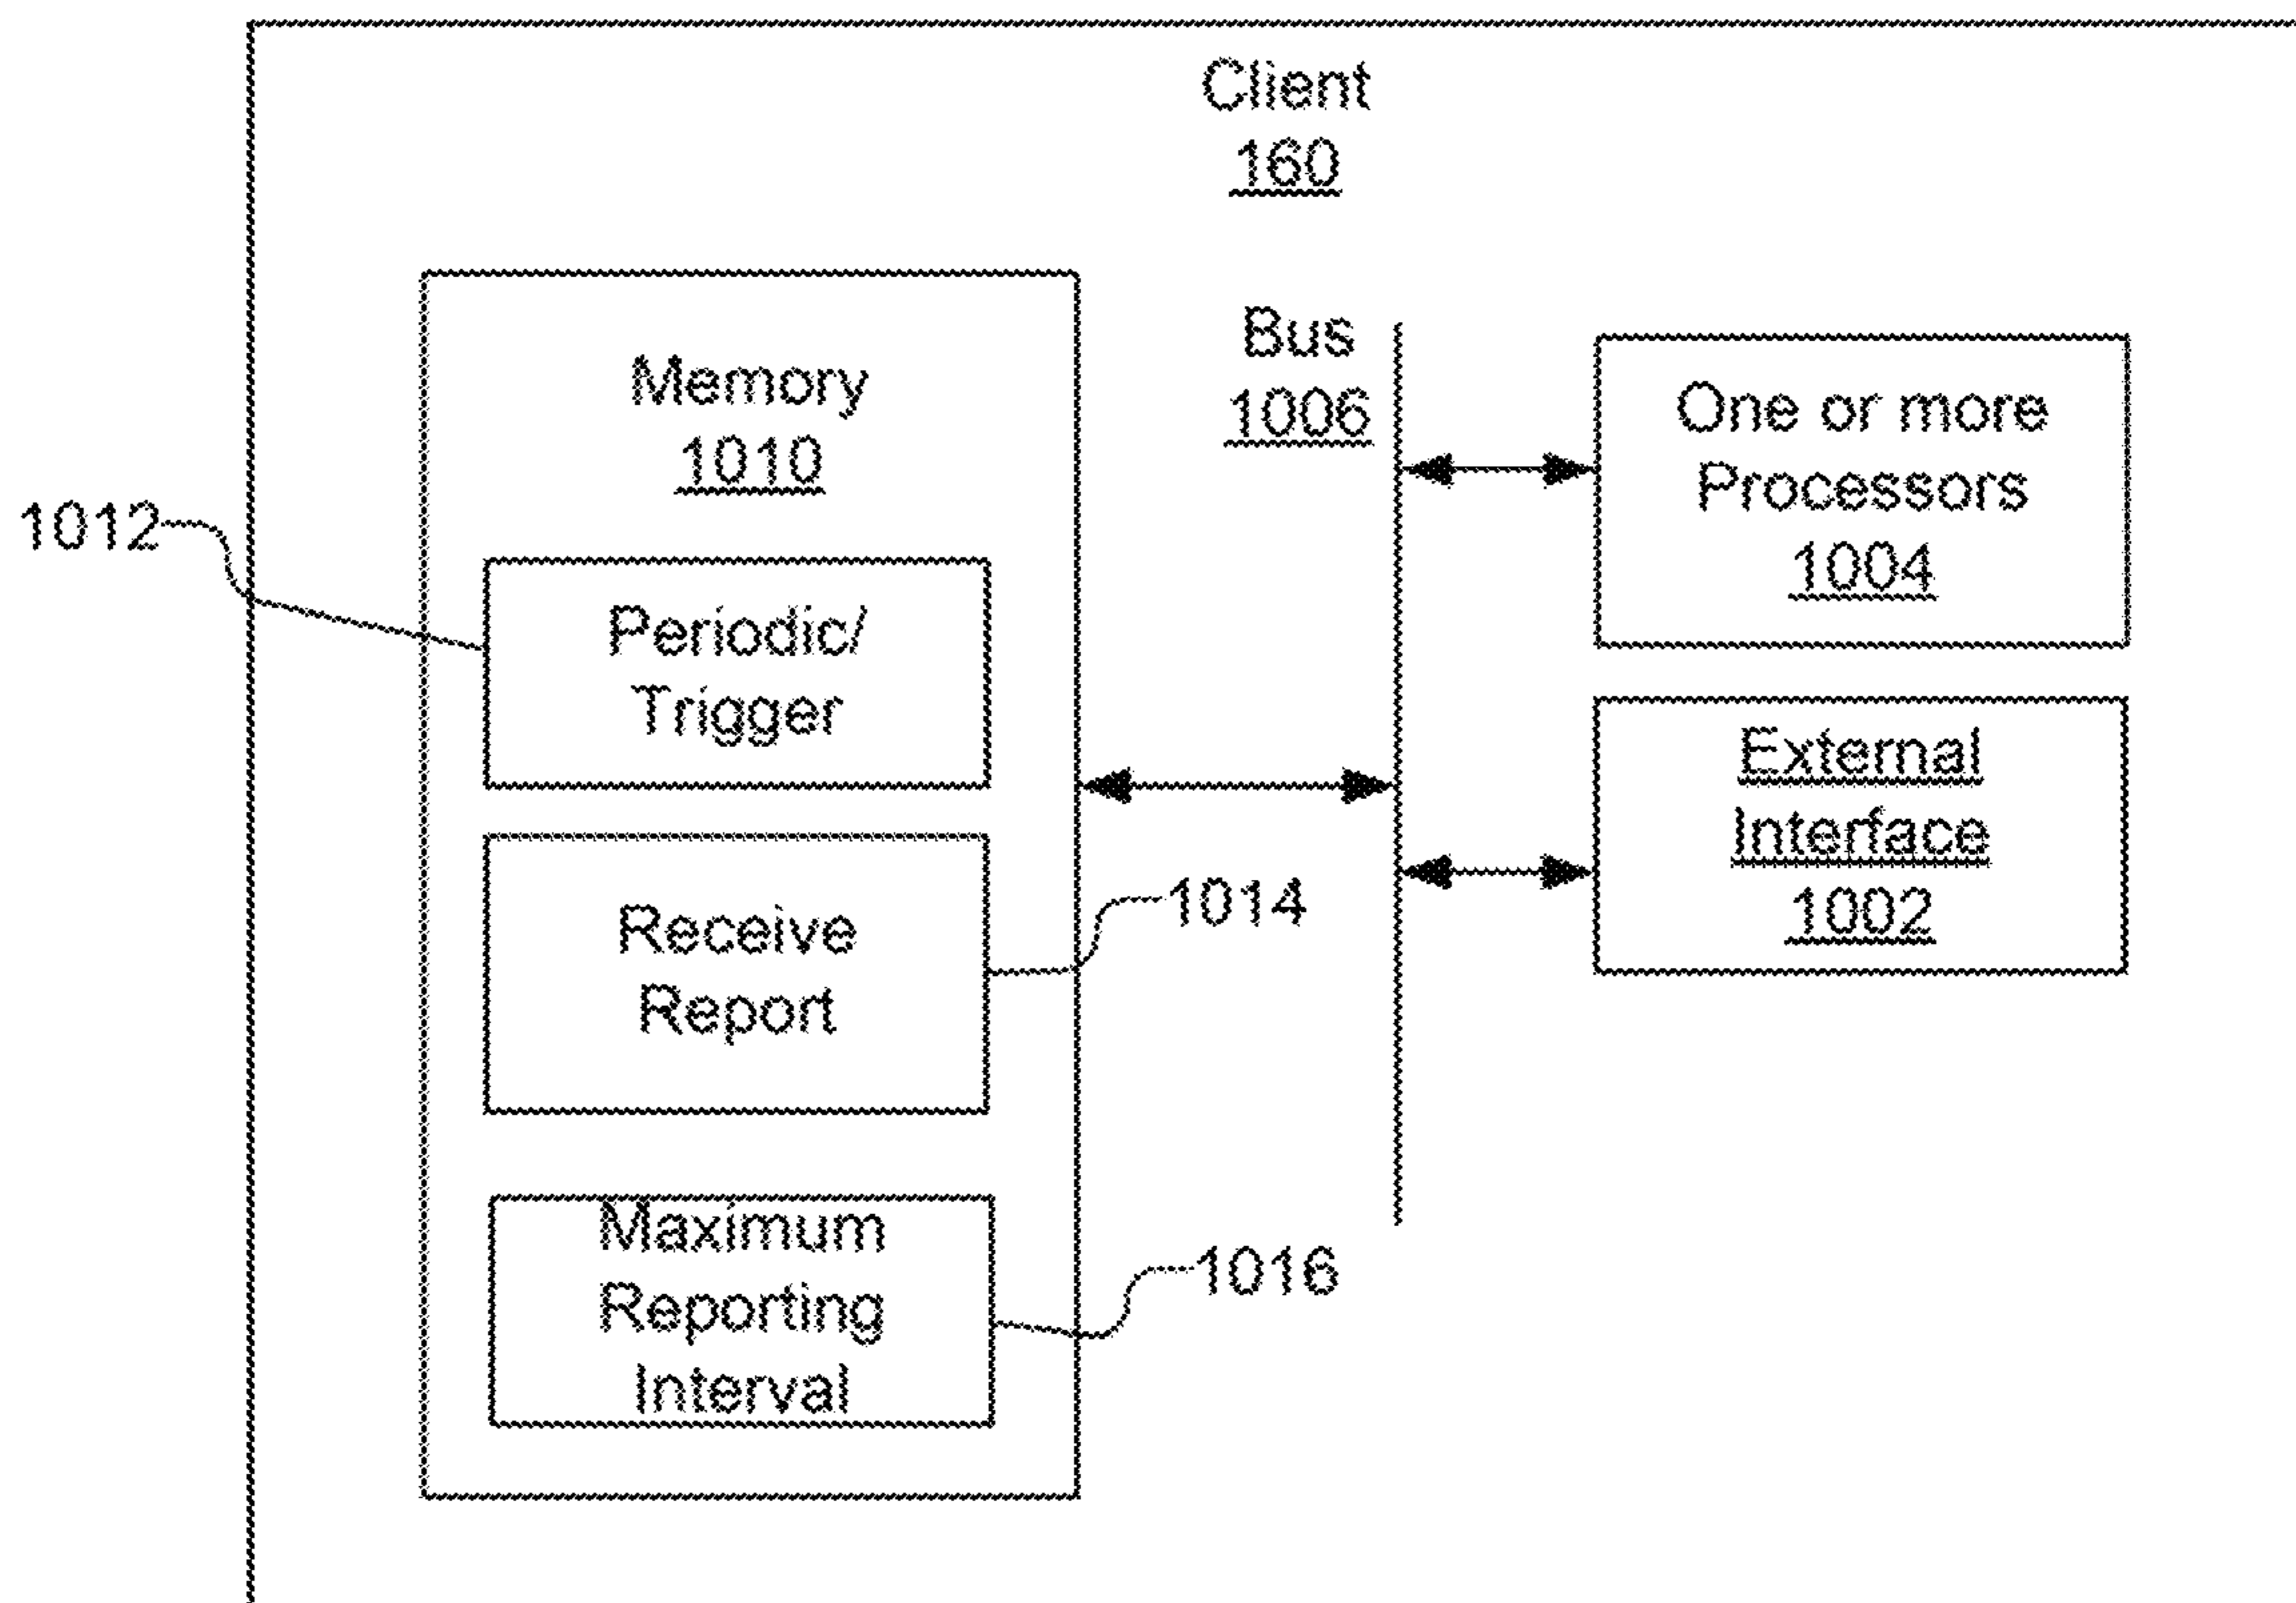 Client
160
Memory
1010
1012
Periodic/
Trigger
Receive
Report
1014
Maximum
Reporting
Interval
1016
Bus
1006
One or more
Processors
1004
External
Interface
1002